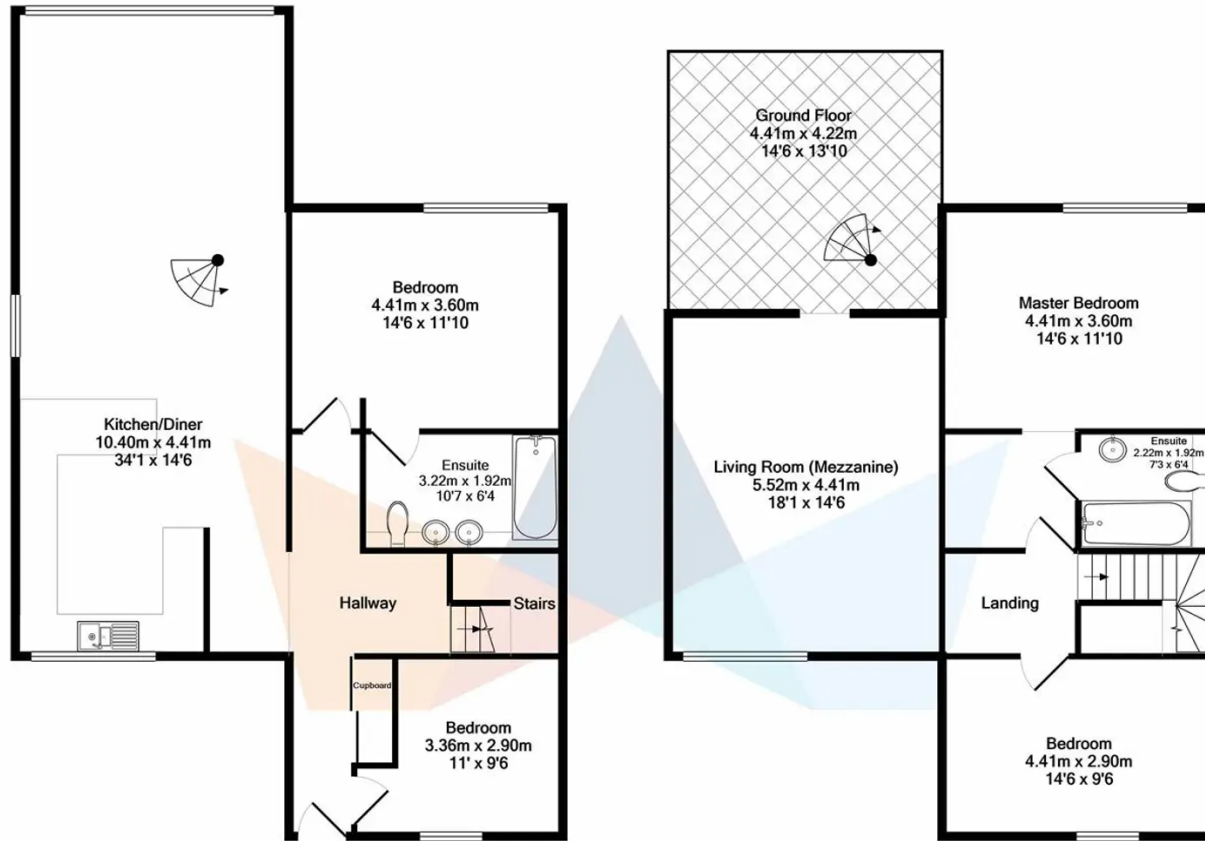 Kitchen/Diner
10.40m x 4.41m
34'1 x 14'6
Bedroom
4.41m x 3.60m
14'6 x 11'10
Ensuite
3.22m x 1.92m
10'7 x 6'4
Hallway
Stairs
Cupboard
Bedroom
3.36m x 2.90m
11' x 9'6
Ground Floor
4.41m x 4.22m
14'6 x 13'10
Living Room (Mezzanine)
5.52m x 4.41m
18'1 x 14'6
Master Bedroom
4.41m x 3.60m
14'6 x 11'10
Ensuite
2.22m x 1.92m
7'3 x 6'4
Landing
Bedroom
4.41m x 2.90m
14'6 x 9'6